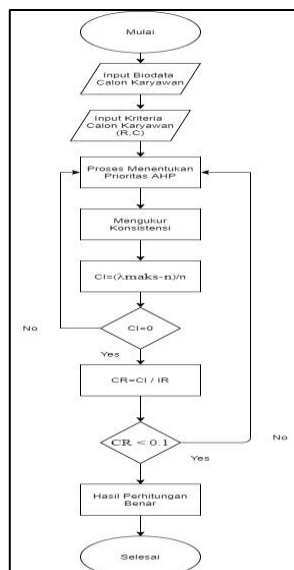 Mulai
Input Biodata
Calon Karyawan
Input Kriteria
Calon Karyawan
(R,C)
Proses Menentukan
Prioritas AHP
Mengukur
Konsistensi
CI=(λmaks-n)/n
No
CI=0
Yes
CR=CI / IR
CR < 0.1
No
Yes
Hasil Perhitungan
Benar
Selesai